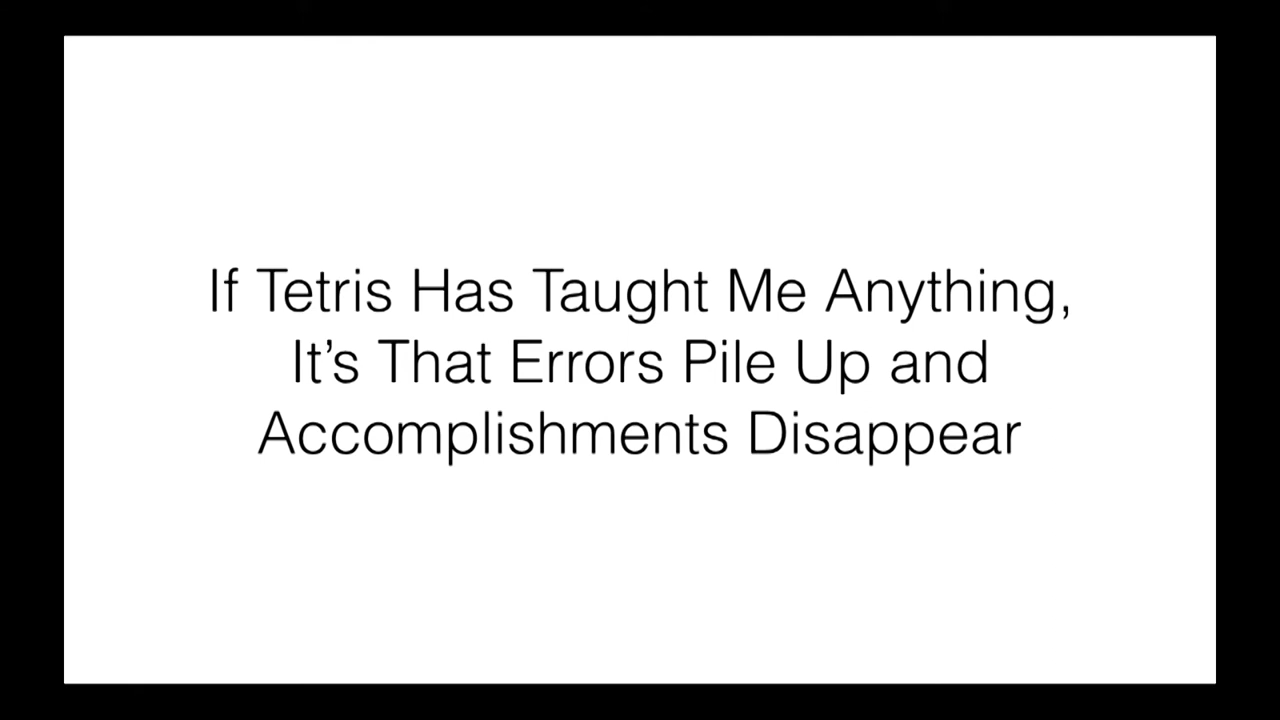 If Tetris Has Taught Me Anything,
It’s That Errors Pile Up and
Accomplishments Disappear